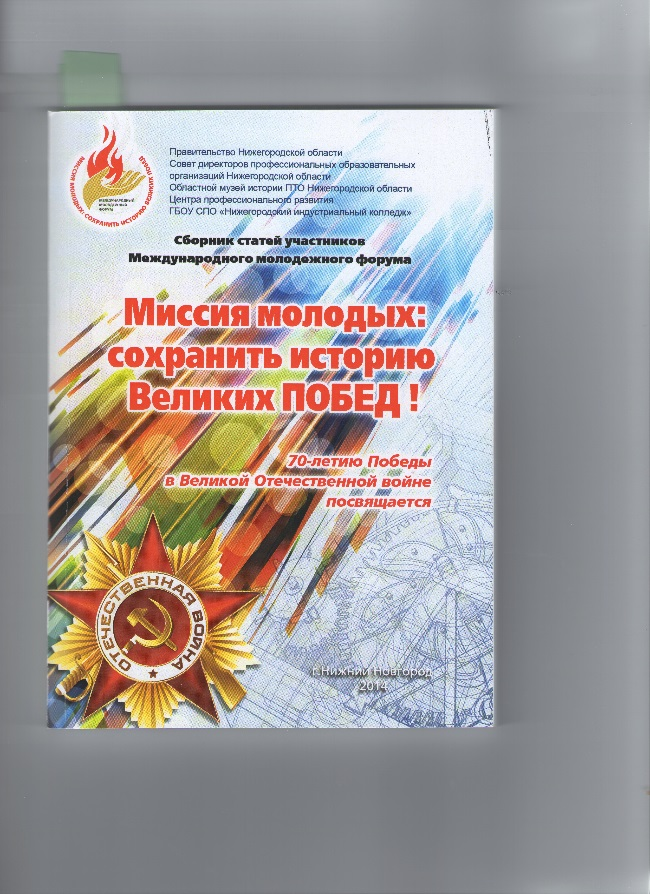 МИССИЯ МОЛОДЫХ: СОХРАНИТЬ ИСТОРИЮ ВЕЛИКИХ ПОБЕД
МЕЖДУНАРОДНЫЙ
МОЛОДЕЖНЫЙ
ФОРУМ
Правительство Нижегородской области
Совет директоров профессиональных образовательных
организаций Нижегородской области
Областной музей истории ПТО Нижегородской области
Центра профессионального развития
ГБОУ СПО «Нижегородский индустриальный колледж»
Сборник статей участников
Международного молодежного форума
Миссия молодых:
сохранить историю
Великих ПОБЕД !
70-летию Победы
в Великой Отечественной войне
посвящается
ОТЕЧЕСТВЕННАЯ ВОЙНА
г.Нижний Новгород
2014